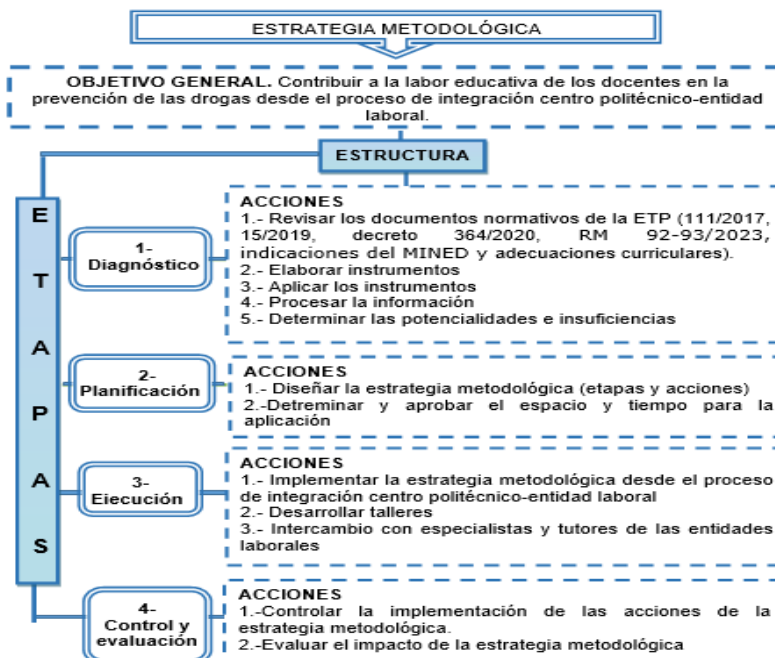 ESTRATEGIA METODOLÓGICA
OBJETIVO GENERAL. Contribuir a la labor educativa de los docentes en la
prevención de las drogas desde el proceso de integración centro politécnico-entidad
laboral.
ESTRUCTURA
E
T
A
P
A
S
1-
Diagnóstico
ACCIONES
1.- Revisar los documentos normativos de la ETP (111/2017,
15/2019, decreto 364/2020, RM 92-93/2023,
indicaciones del MINED y adecuaciones curriculares).
2.- Elaborar instrumentos
3.- Aplicar los instrumentos
4.- Procesar la información
5.- Determinar las potencialidades e insuficiencias
2-
Planificación
ACCIONES
1.- Diseñar la estrategia metodológica (etapas y acciones)
2.-Detreminar y aprobar el espacio y tiempo para la
aplicación
3-
Ejecución
ACCIONES
1.- Implementar la estrategia metodológica desde el proceso
de integración centro politécnico-entidad laboral
2.- Desarrollar talleres
3.- Intercambio con especialistas y tutores de las entidades
laborales
4-
Control y
evaluación
ACCIONES
1.-Controlar la implementación de las acciones de la
estrategia metodológica.
2.-Evaluar el impacto de la estrategia metodológica